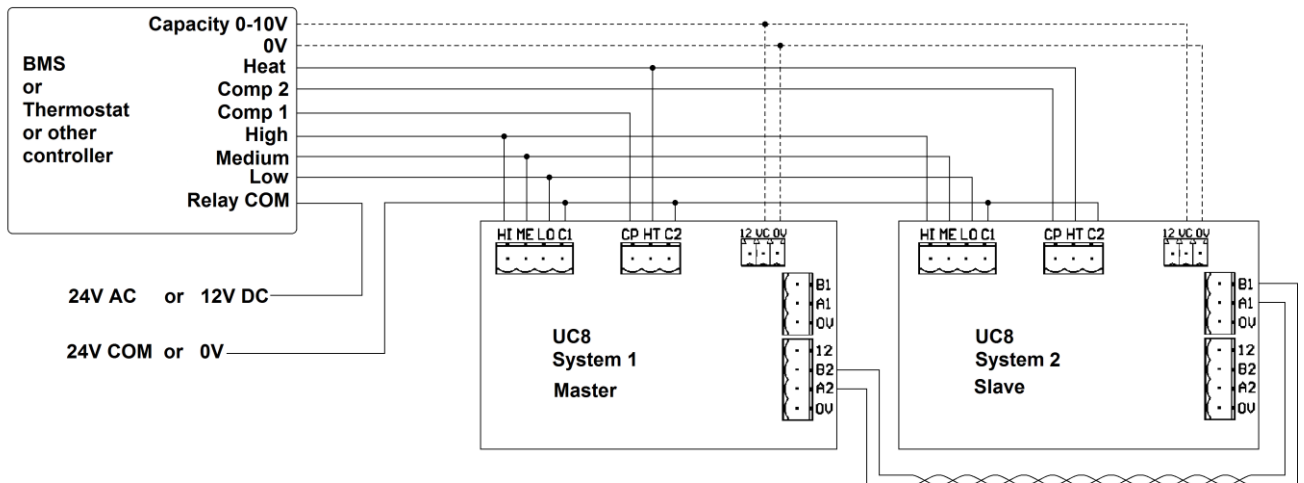 Capacity 0-10V
0V
BMS
or
Thermostat
or other
controller
Heat
Comp 2
Comp 1
High
Medium
Low
Relay COM
24V AC or 12V DC
24V COM or 0V
HI ME LO C1
CP HT C2
12 VC 0V
B1
A1
0V
12
B2
A2
0V
UC8
System 1
Master
HI ME LO C1
CP HT C2
12 VC 0V
B1
A1
0V
12
B2
A2
0V
UC8
System 2
Slave